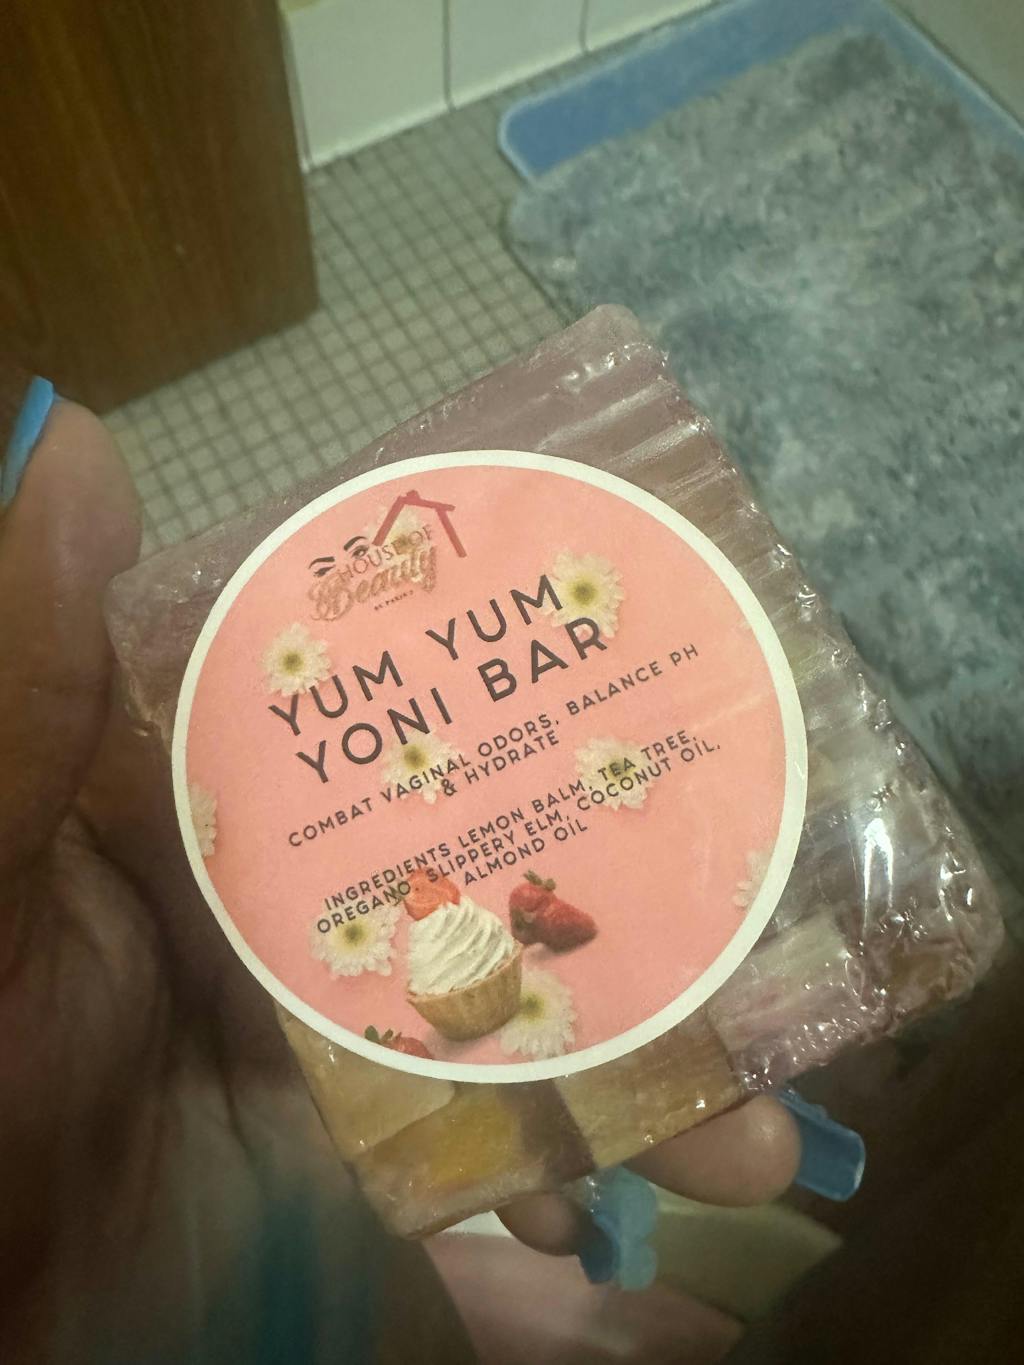 HOUSE OF
Beauty
YUM YUM
YONI BAR
COMBAT VAGINAL ODORS, BALANCE PH
& HYDRATE
INGREDIENTS LEMON BALM, TEA TREE,
OREGANO, SLIPPERY ELM, COCONUT OIL,
ALMOND OIL